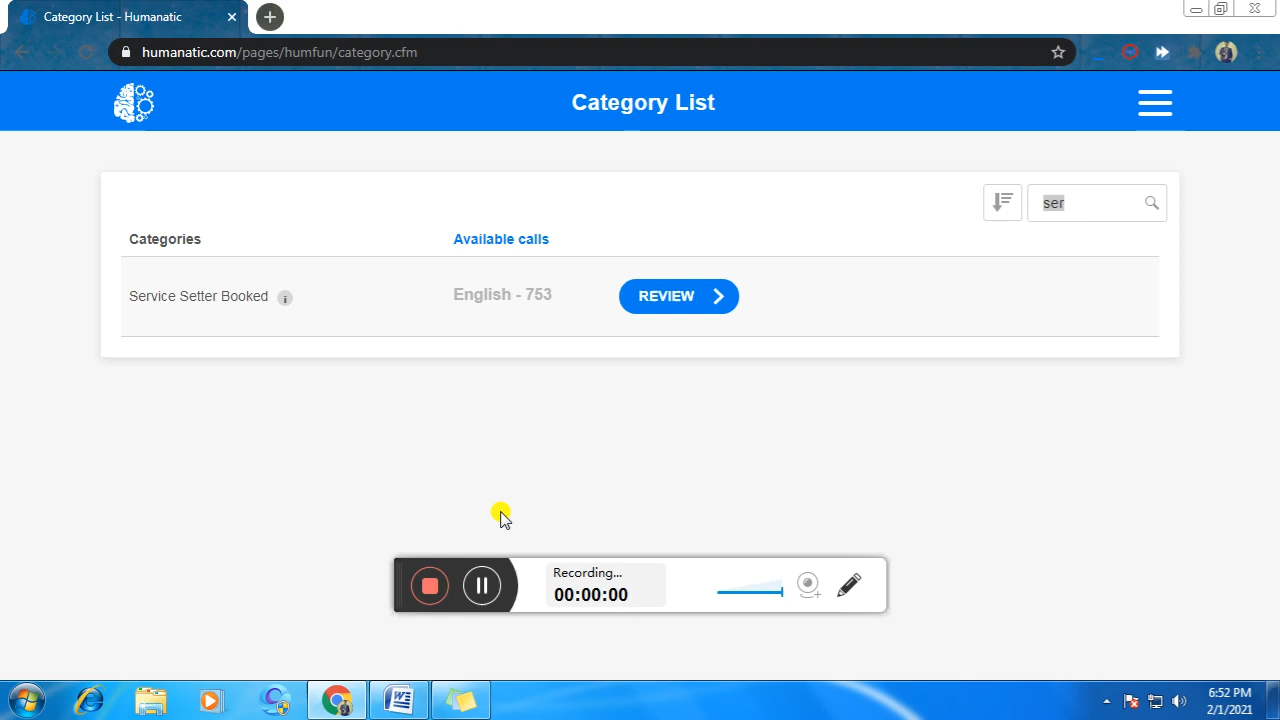 Category List - Humanatic
humanatic.com/pages/humfun/category.cfm
Category List
ser
Categories
Available calls
Service Setter Booked
i
English - 753
REVIEW
Recording...
00:00:00
6:52 PM
2/1/2021